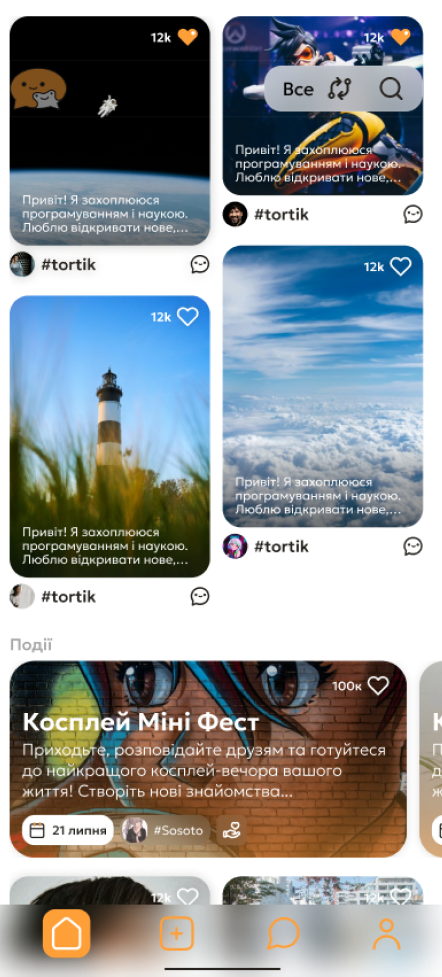 12k
Привіт! Я захоплююся
програмуванням і наукою.
Люблю відкривати нове,...
#tortik
12k
Все
Привіт! Я захоплююся
програмуванням і наукою.
Люблю відкривати нове,...
#tortik
12k
Привіт! Я захоплююся
програмуванням і наукою.
Люблю відкривати нове,...
#tortik
12k
Привіт! Я захоплююся
програмуванням і наукою.
Люблю відкривати нове,...
#tortik
Події
100к
Косплей Міні Фест
Приходьте, розповідайте друзям та готуйтеся
до найкращого косплей-вечора вашого
життя! Створіть нові знайомства...
21 липня
#Sosoto
12k
12k